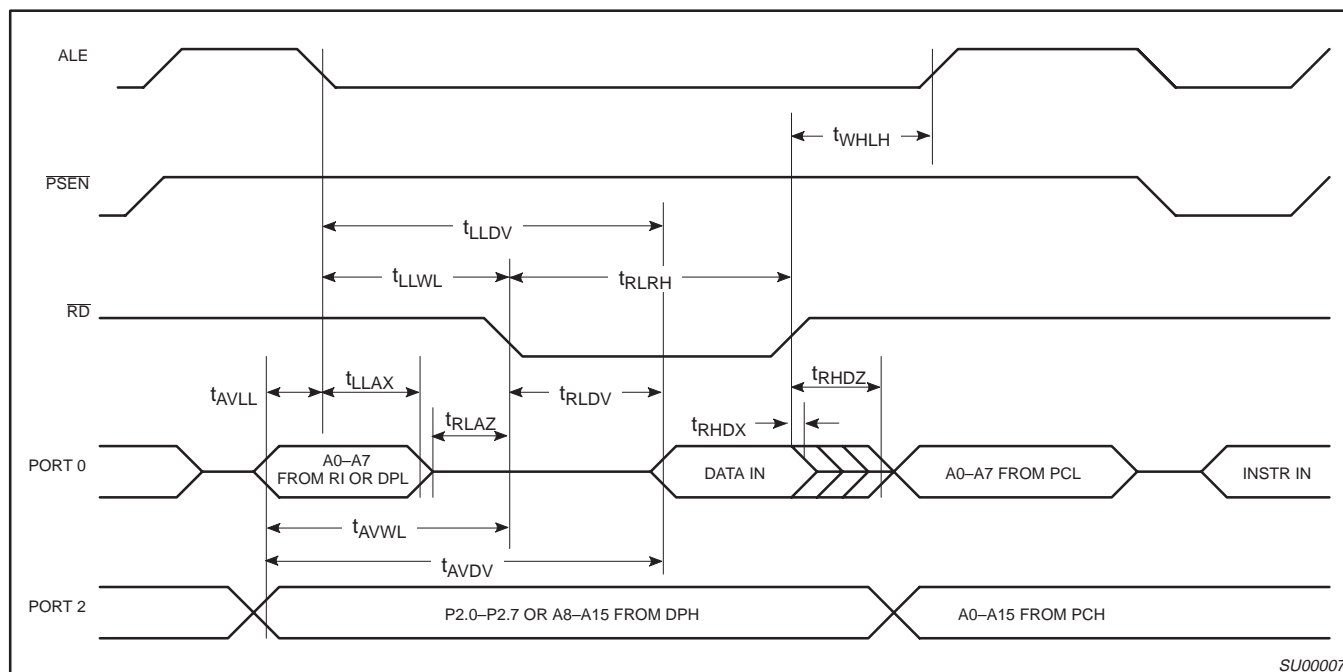 ALE
tWHLH
PSEN
tLLDV
tLLWL
tRLRH
RD
tAVLL
tLLAX
tRLAZ
tRLDV
tRHDZ
tRHDX
PORT 0
A0–A7
FROM RI OR DPL
DATA IN
A0–A7 FROM PCL
INSTR IN
tAVWL
tAVDV
PORT 2
P2.0–P2.7 OR A8–A15 FROM DPH
A0–A15 FROM PCH
SU00007